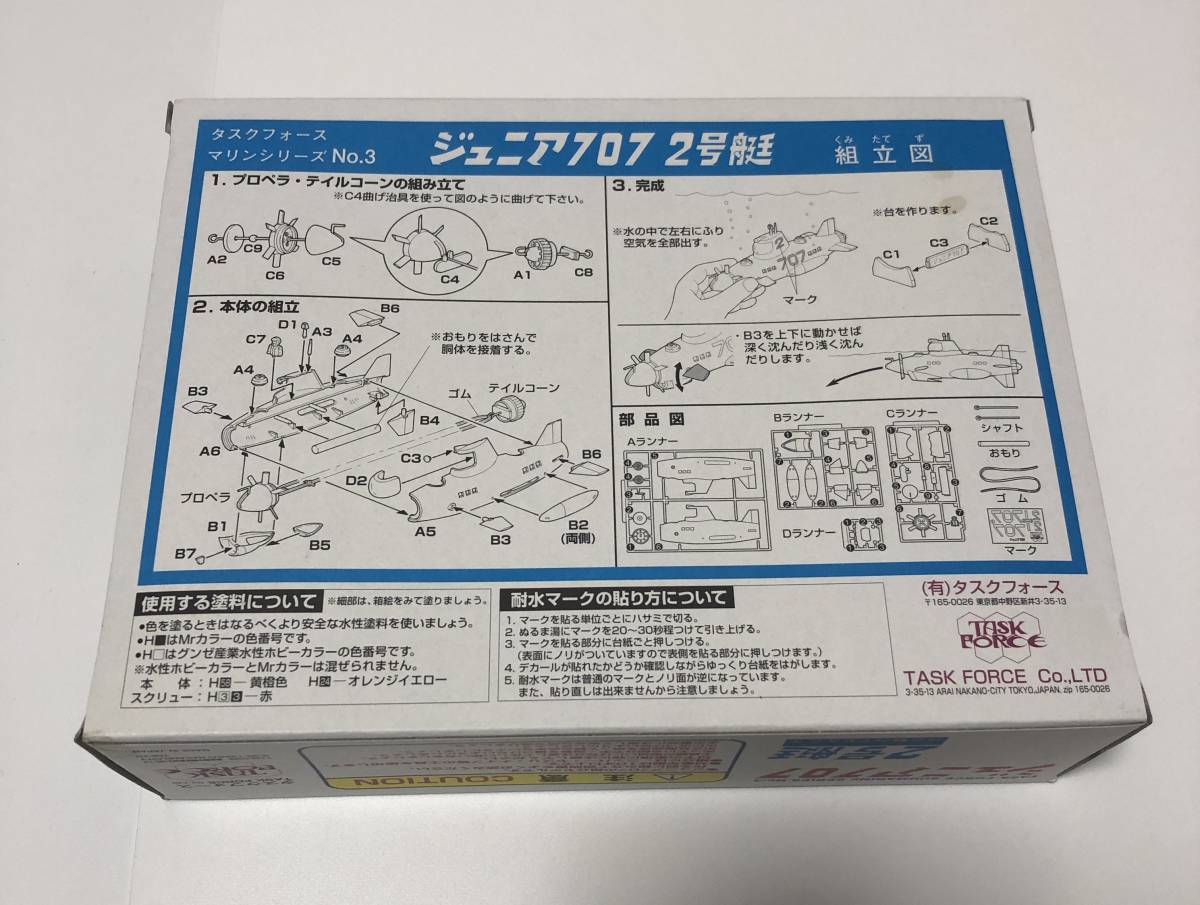 タスクフォース
マリンシリーズ No.3
ジュニア707 2号艇
くみ たて ず
組立図
1. プロペラ・テイルコーンの組み立て
※C4曲げ治具を使って図のように曲げて下さい。
A2
C9
C6
C5
C4
A1
C8
2. 本体の組立
B6
D1
A3
C7
A4
A4
※おもりをはさんで
胴体を接着する。
B3
ゴム
テイルコーン
B4
A6
C3
B6
D2
プロペラ
B1
A5
B3
B2
(両側)
B7
B5
3. 完成
※水の中で左右にふり
空気を全部出す。
2
707
マーク
※台を作ります。
C2
C3
C1
・B3を上下に動かせば
深く沈んだり浅く沈ん
だりします。
部品図
Aランナー
Bランナー
Cランナー
Dランナー
シャフト
おもり
ゴム
マーク
使用する塗料について
※細部は、箱絵をみて塗りましょう。
●色を塗るときはなるべくより安全な水性塗料を使いましょう。
●H■はMrカラーの色番号です。
●H□はグンゼ産業水性ホビーカラーの色番号です。
※水性ホビーカラーとMrカラーは混ぜられません。
本 体 : H58―黄橙色 H24―オレンジイエロー
スクリュー : H33―赤
耐水マークの貼り方について
1. マークを貼る単位ごとにハサミで切る。
2. ぬるま湯にマークを20〜30秒程つけて引き上げる。
3. マークを貼る部分に台紙ごと押しつける。
(表面にノリがついていますので表側を貼る部分に押しつけます。)
4. デカールが貼れたかどうか確認しながらゆっくり台紙をはがします。
5. 耐水マークは普通のマークとノリ面が逆になっています。
また、貼り直しは出来ませんから注意しましょう。
(有)タスクフォース
〒165-0026 東京都中野区新井3-35-13
TASK
FORCE
TASK FORCE Co.,LTD
3-35-13 ARAI NAKANO-CITY TOKYO,JAPAN. zip 165-0026
注意 COUTION
ジュニア707
2号艇